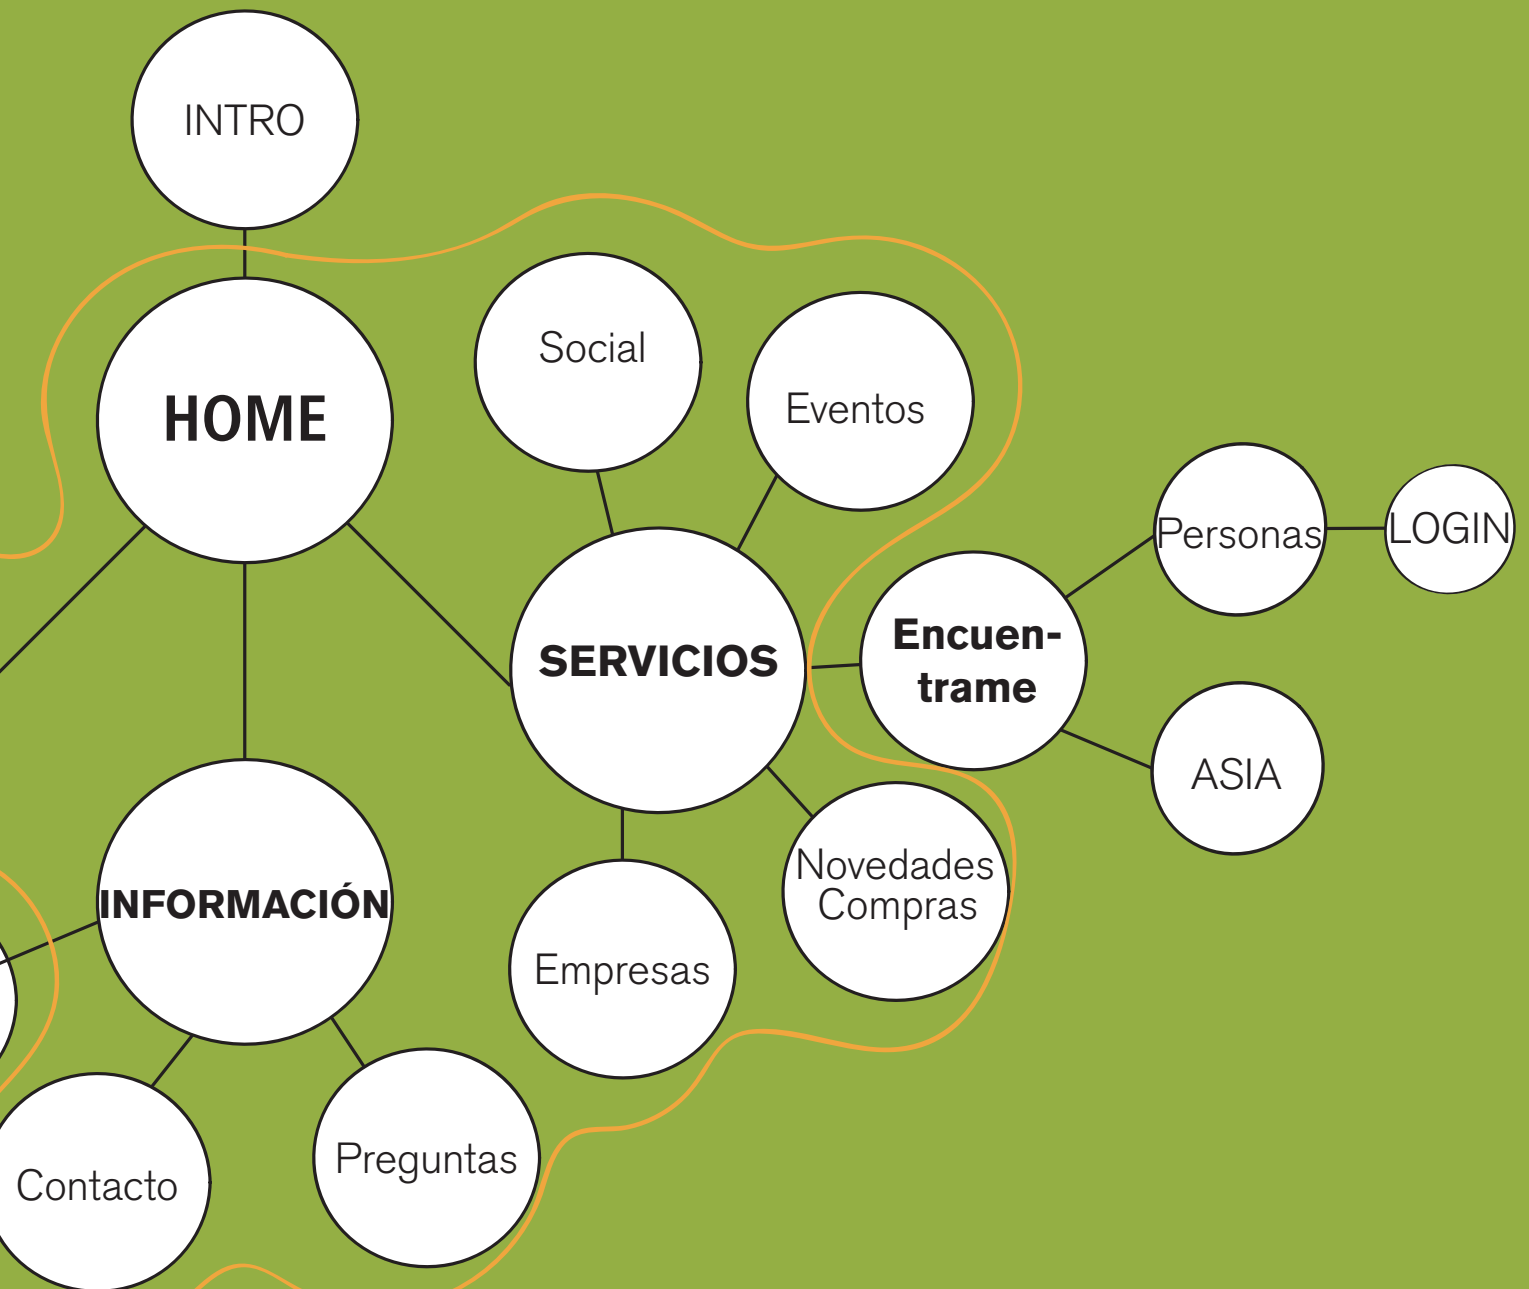 INTRO
Social
HOME
Eventos
Personas
LOGIN
Encuen-
trame
SERVICIOS
ASIA
Novedades
Compras
INFORMACIÓN
Empresas
Preguntas
Contacto